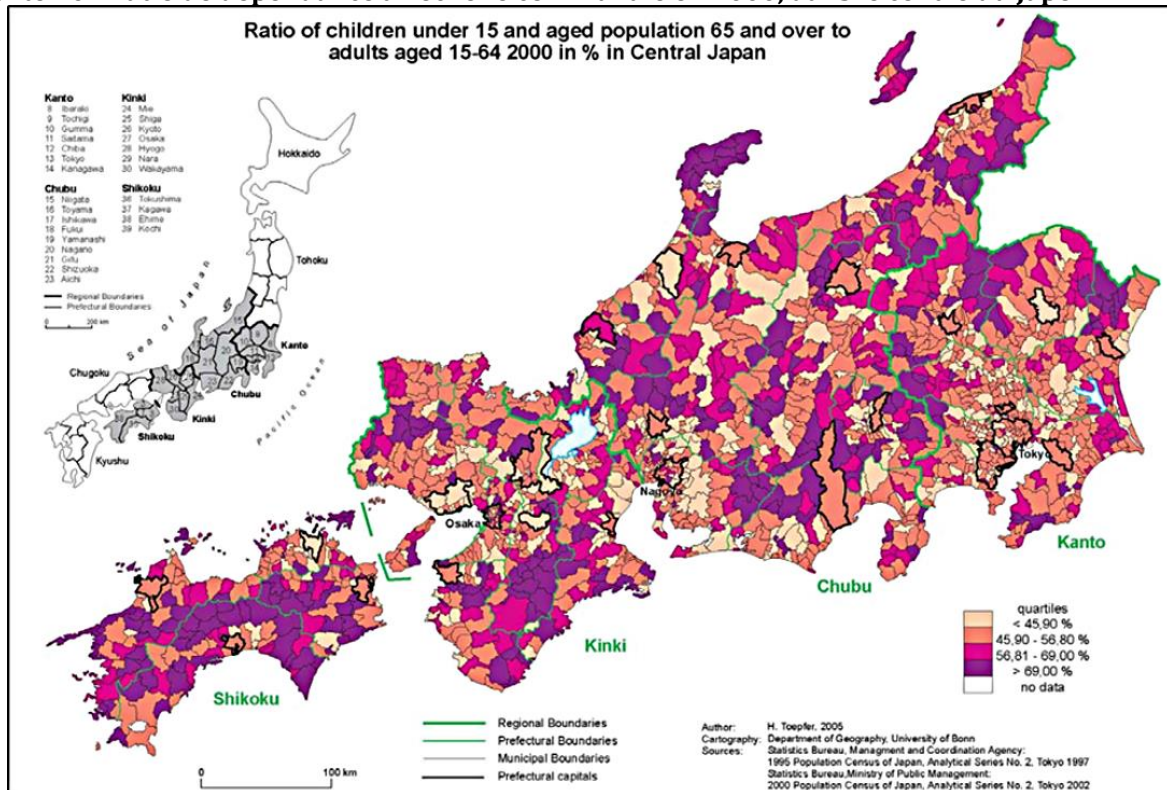 Ratio of children under 15 and aged population 65 and over to
adults aged 15-64 2000 in % in Central Japan
Kanto
8 Ibaraki
9 Tochigi
10 Gumma
11 Saitama
12 Chiba
13 Tokyo
14 Kanagawa
Kinki
24 Mie
25 Shiga
26 Kyoto
27 Osaka
28 Hyogo
29 Nara
30 Wakayama
Chubu
15 Niigata
16 Toyama
17 Ishikawa
18 Fukui
19 Yamanashi
20 Nagano
21 Gifu
22 Shizuoka
23 Aichi
Shikoku
36 Tokushima
37 Kagawa
38 Ehime
39 Kochi
Regional Boundaries
Prefectural Boundaries
0 200 km
Hokkaido
Tohoku
Sea of Japan
Kanto
Chugoku
Chubu
Pacific Ocean
Kinki
Shikoku
Kyushu
Tokyo
Nagoya
Osaka
Kanto
Chubu
Kinki
Shikoku
quartiles
< 45,90 %
45,90 - 56,80 %
56,81 - 69,00 %
> 69,00 %
no data
Regional Boundaries
Prefectural Boundaries
Municipal Boundaries
Prefectural capitals
0 100 km
Author: H. Toepfer, 2005
Cartography: Department of Geography, University of Bonn
Sources: Statistics Bureau, Managment and Coordination Agency:
1995 Population Census of Japan, Analytical Series No. 2, Tokyo 1997
Statistics Bureau,Ministry of Public Management:
2000 Population Census of Japan, Analytical Series No. 2, Tokyo 2002